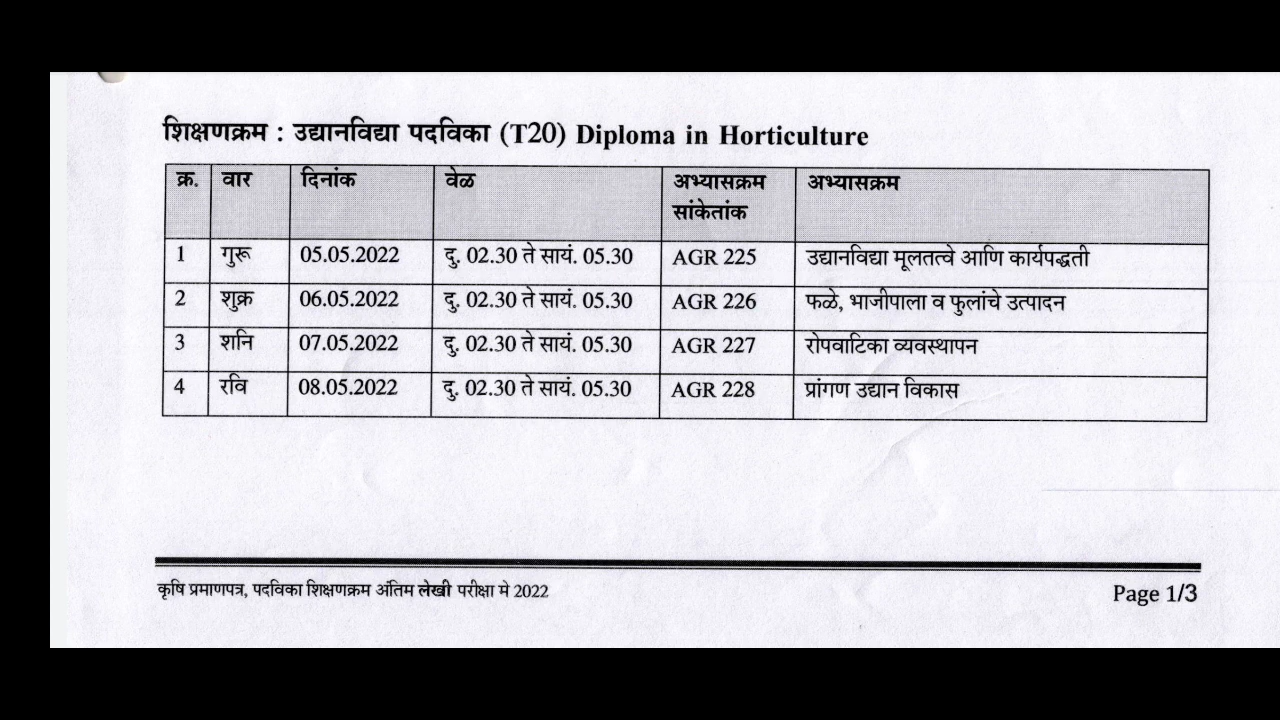 शिक्षणक्रम : उद्यानविद्या पदविका (T20) Diploma in Horticulture
क्र. वार दिनांक वेळ अभ्यासक्रम सांकेतांक अभ्यासक्रम
1 गुरू 05.05.2022 दु. 02.30 ते सायं. 05.30 AGR 225 उद्यानविद्या मूलतत्वे आणि कार्यपद्धती
2 शुक्र 06.05.2022 दु. 02.30 ते सायं. 05.30 AGR 226 फळे, भाजीपाला व फुलांचे उत्पादन
3 शनि 07.05.2022 दु. 02.30 ते सायं. 05.30 AGR 227 रोपवाटिका व्यवस्थापन
4 रवि 08.05.2022 दु. 02.30 ते सायं. 05.30 AGR 228 प्रांगण उद्यान विकास
कृषि प्रमाणपत्र, पदविका शिक्षणक्रम अंतिम लेखी परीक्षा मे 2022 Page 1/3